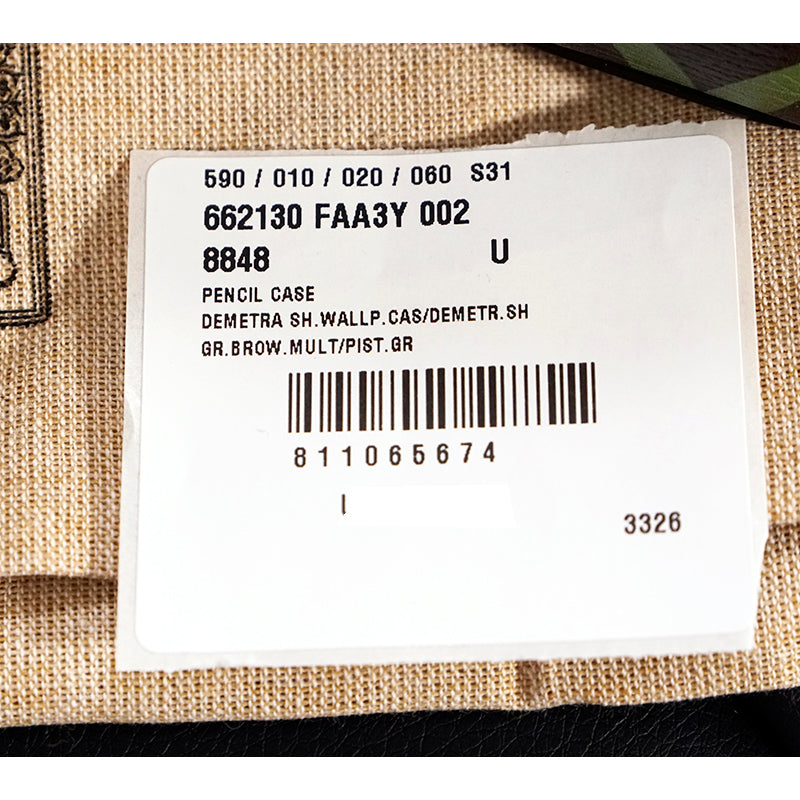 590 / 010 / 020 / 060 S31
662130 FAA3Y 002
8848 U
PENCIL CASE
DEMETRA SH.WALLP.CAS/DEMETR.SH
GR.BROW.MULT/PIST.GR
811065674
3326